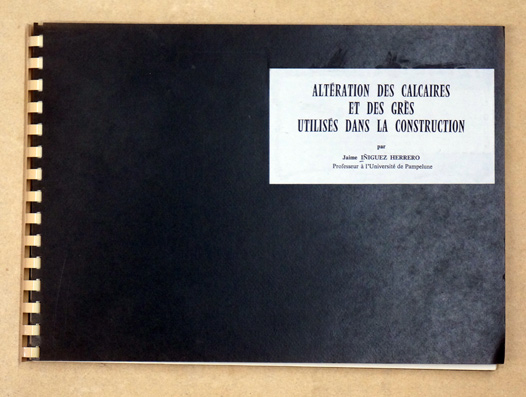 ALTÉRATION DES CALCAIRES
ET DES GRÈS
UTILISÉS DANS LA CONSTRUCTION
par
Jaime IÑIGUEZ HERRERO
Professeur à l'Université de Pampelune